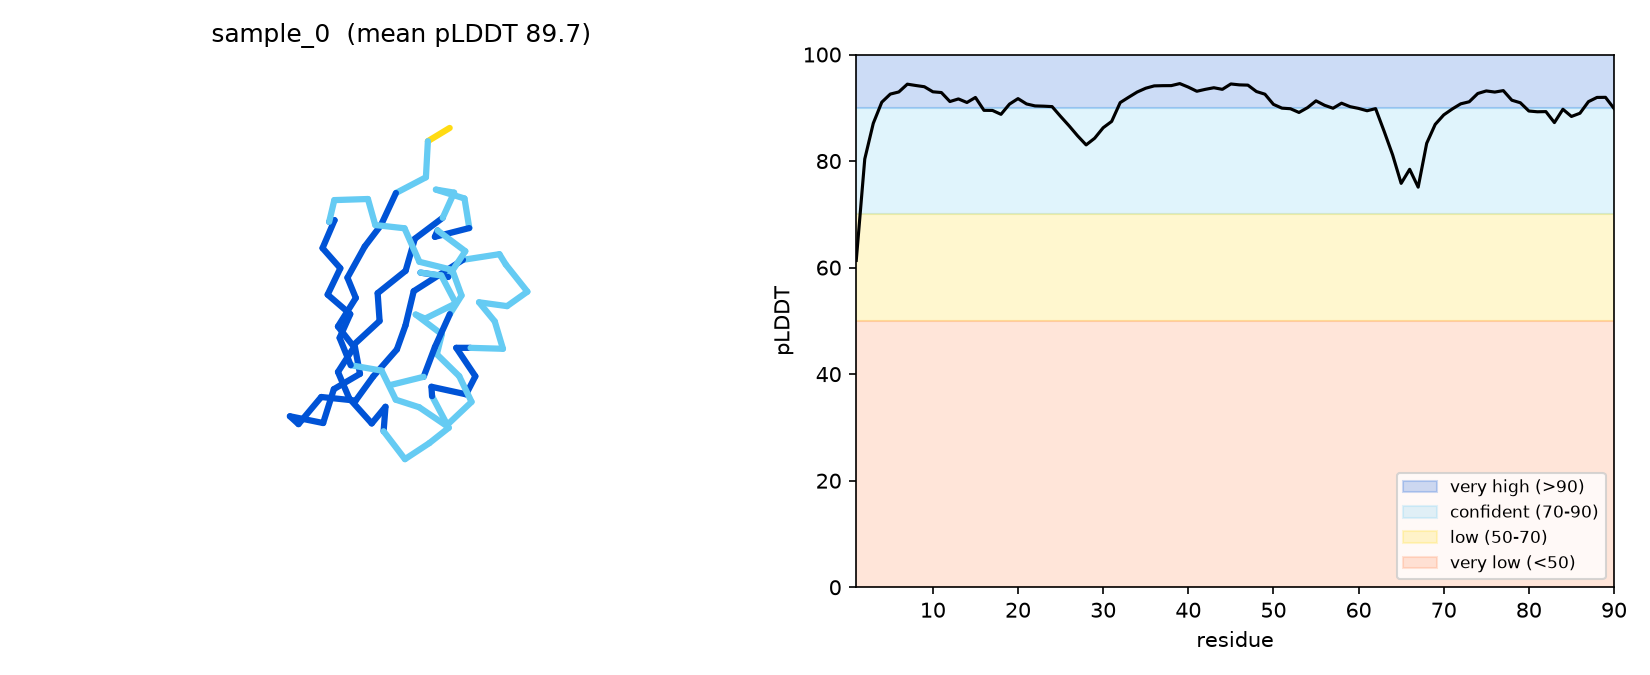 sample_0  (mean pLDDT 89.7)
100
80
60
40
20
0
pLDDT
very high (>90)
confident (70-90)
low (50-70)
very low (<50)
10 20 30 40 50 60 70 80 90
residue